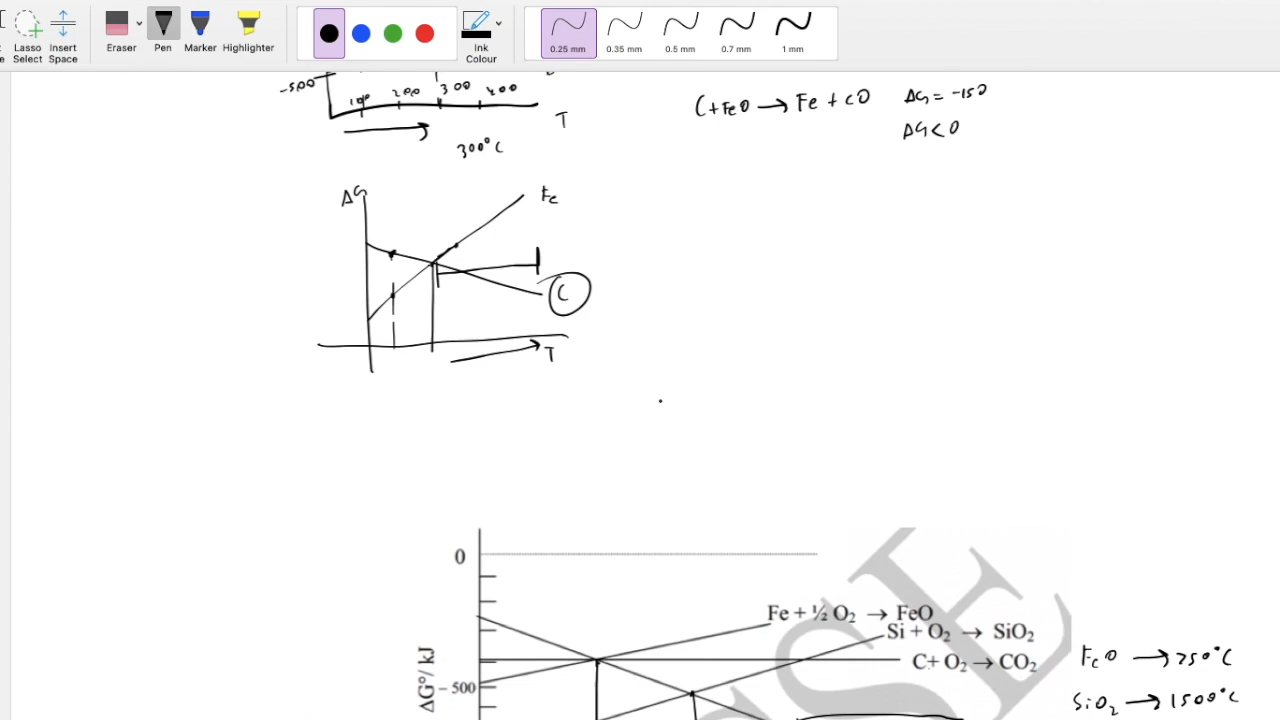 Eraser
Pen
Marker
Highlighter
Lasso
Select
Insert
Space
Ink
Colour
0.25 mm
0.35 mm
0.5 mm
0.7 mm
1 mm
-500
100 200 300 400
T
300°C
C + FeO → Fe + CO ΔG = -150
ΔG < 0
ΔG
Fe
C
T
0
Fe + ½ O₂ → FeO
Si + O₂ → SiO₂
C + O₂ → CO₂
ΔG°/ kJ
– 500
FeO → 750°C
SiO₂ → 1500°C